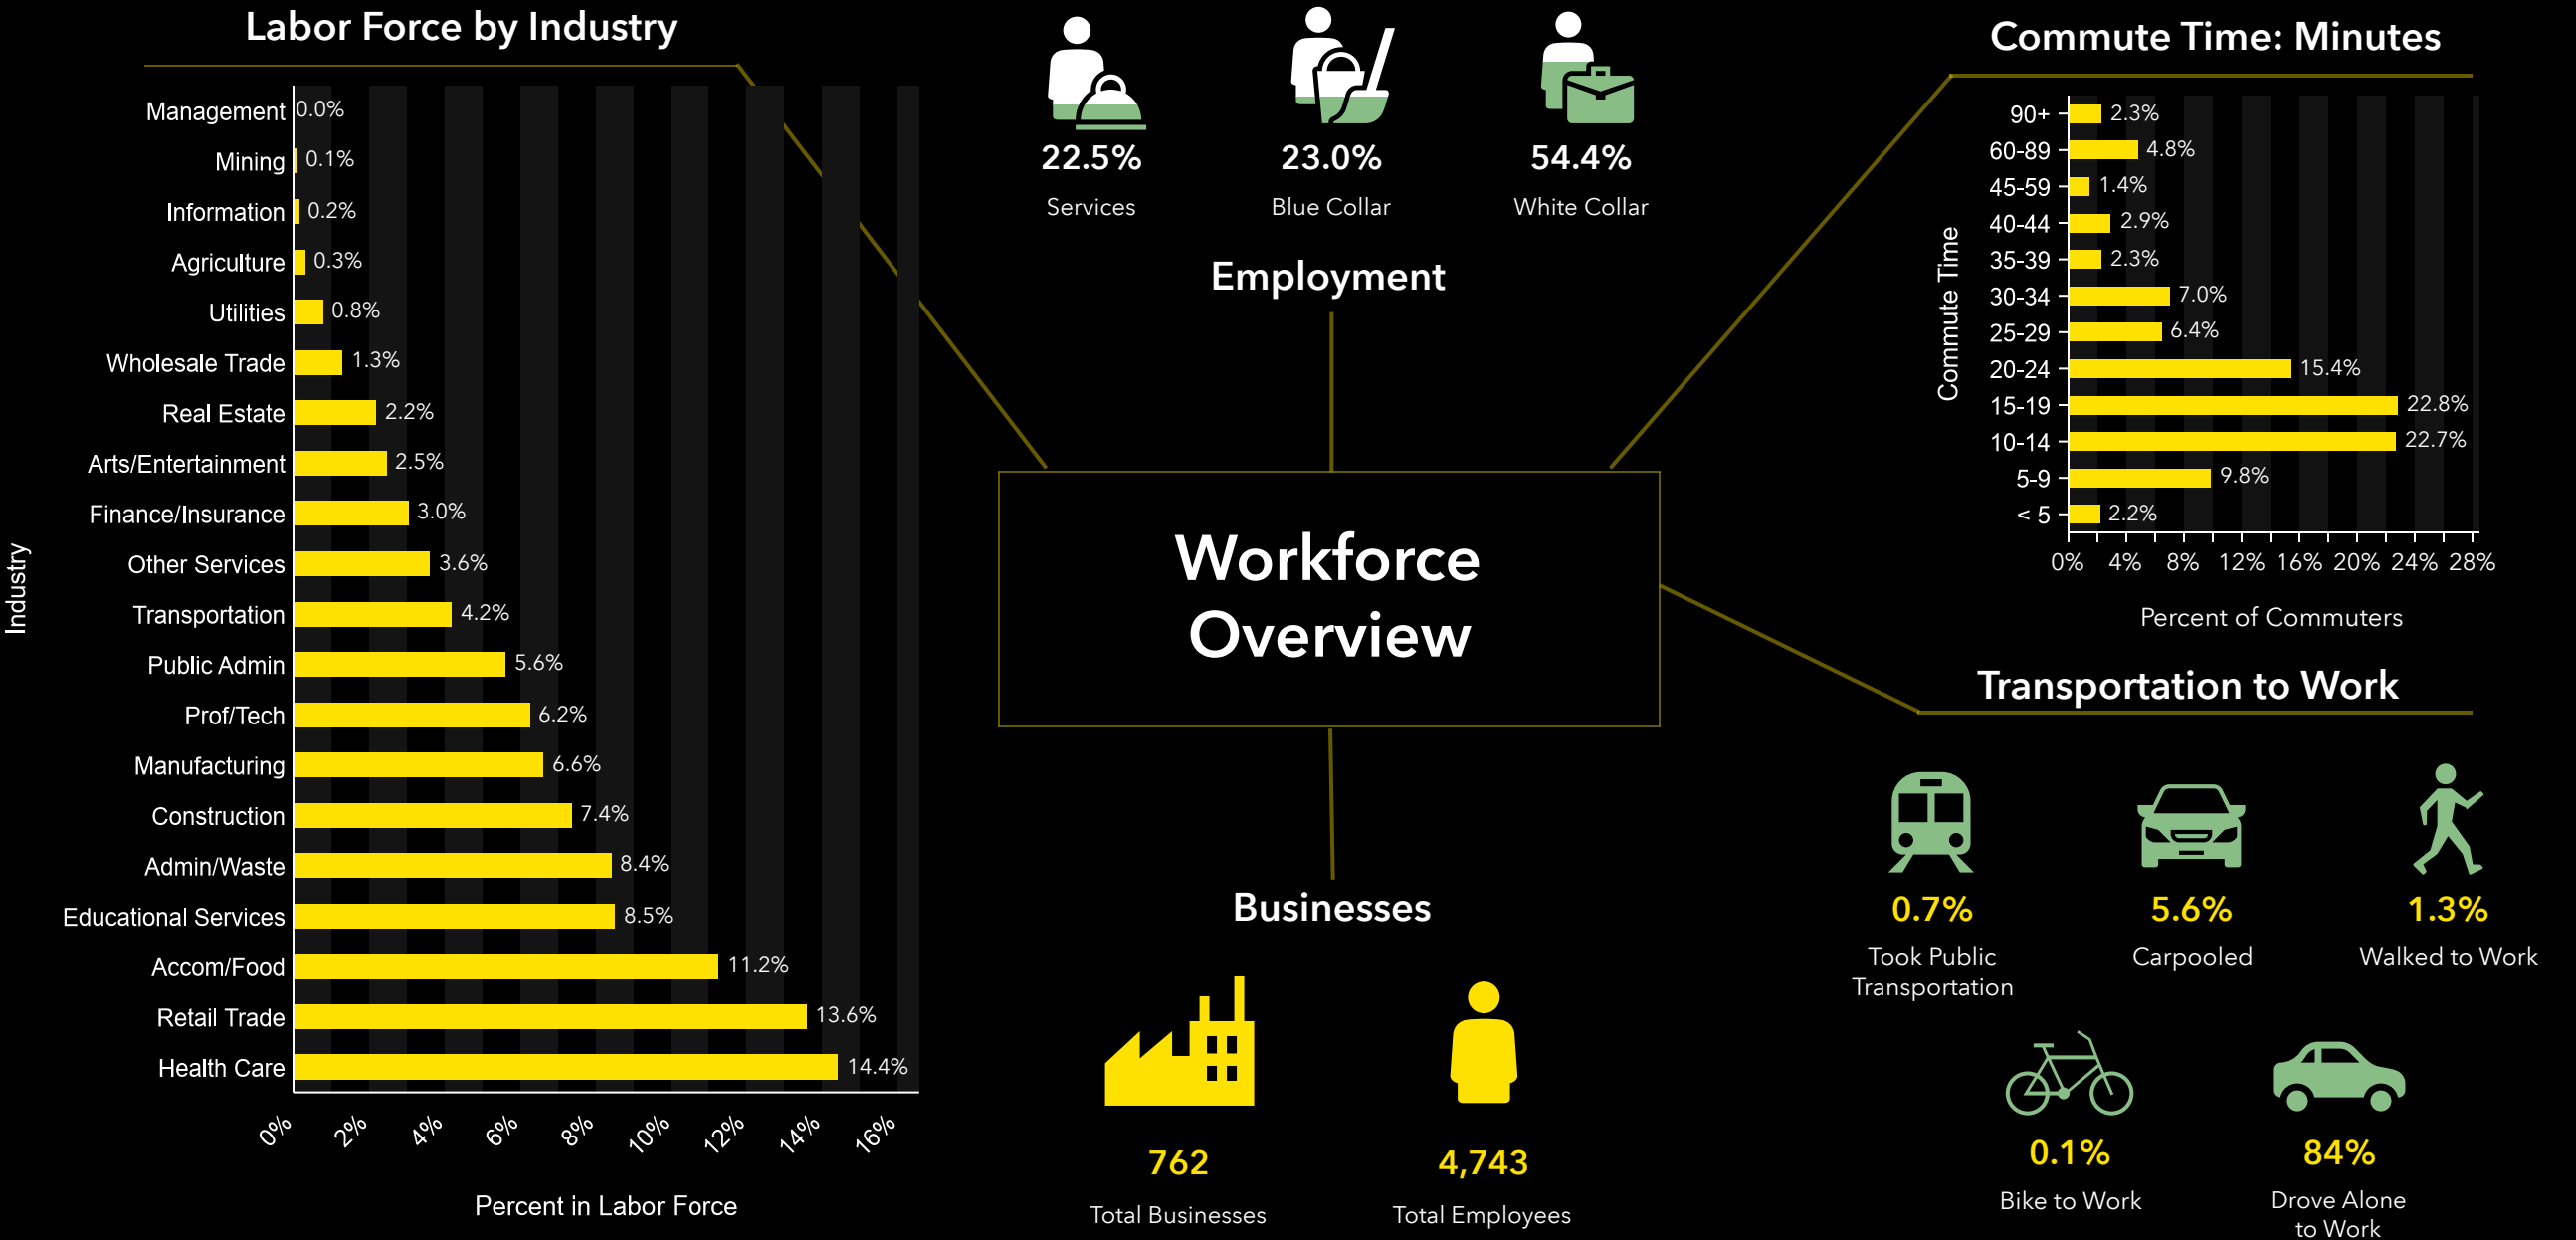 Labor Force by Industry
Industry
Management 0.0%
Mining 0.1%
Information 0.2%
Agriculture 0.3%
Utilities 0.8%
Wholesale Trade 1.3%
Real Estate 2.2%
Arts/Entertainment 2.5%
Finance/Insurance 3.0%
Other Services 3.6%
Transportation 4.2%
Public Admin 5.6%
Prof/Tech 6.2%
Manufacturing 6.6%
Construction 7.4%
Admin/Waste 8.4%
Educational Services 8.5%
Accom/Food 11.2%
Retail Trade 13.6%
Health Care 14.4%
0% 2% 4% 6% 8% 10% 12% 14% 16%
Percent in Labor Force
22.5% 23.0% 54.4%
Services Blue Collar White Collar
Employment
Workforce
Overview
Businesses
762 4,743
Total Businesses Total Employees
Commute Time: Minutes
Commute Time
90+ 2.3%
60-89 4.8%
45-59 1.4%
40-44 2.9%
35-39 2.3%
30-34 7.0%
25-29 6.4%
20-24 15.4%
15-19 22.8%
10-14 22.7%
5-9 9.8%
< 5 2.2%
0% 4% 8% 12% 16% 20% 24% 28%
Percent of Commuters
Transportation to Work
0.7% 5.6% 1.3%
Took Public Carpooled Walked to Work
Transportation
0.1% 84%
Bike to Work Drove Alone
to Work